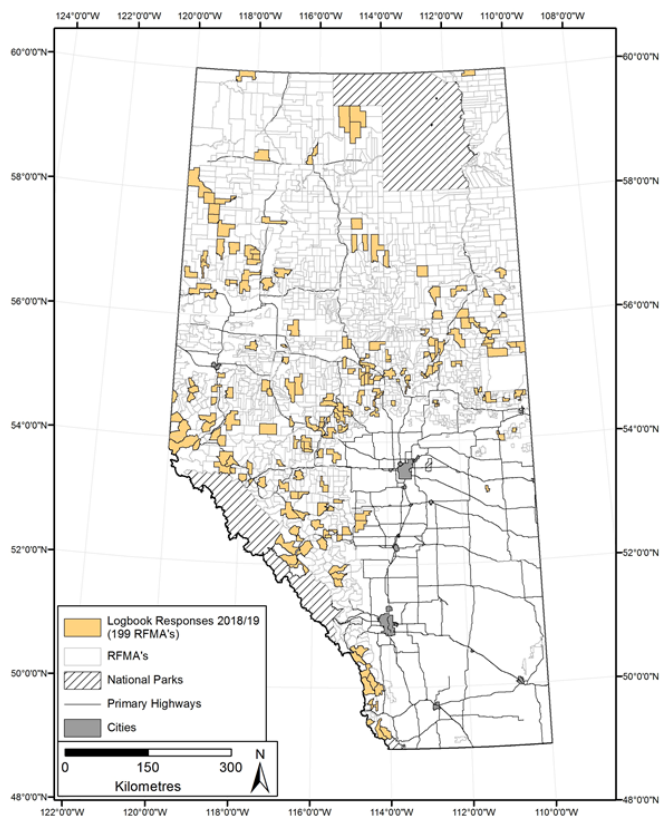 124°0'0"W 122°0'0"W 120°0'0"W 118°0'0"W 116°0'0"W 114°0'0"W 112°0'0"W 110°0'0"W 108°0'0"W 106°0'0"W
60°0'0"N 60°0'0"N
58°0'0"N 58°0'0"N
56°0'0"N 56°0'0"N
54°0'0"N 54°0'0"N
52°0'0"N 52°0'0"N
50°0'0"N 50°0'0"N
48°0'0"N 48°0'0"N
Logbook Responses 2018/19
(199 RFMA's)
RFMA's
National Parks
Primary Highways
Cities
N
0 150 300
Kilometres
122°0'0"W 120°0'0"W 118°0'0"W 116°0'0"W 114°0'0"W 112°0'0"W 110°0'0"W